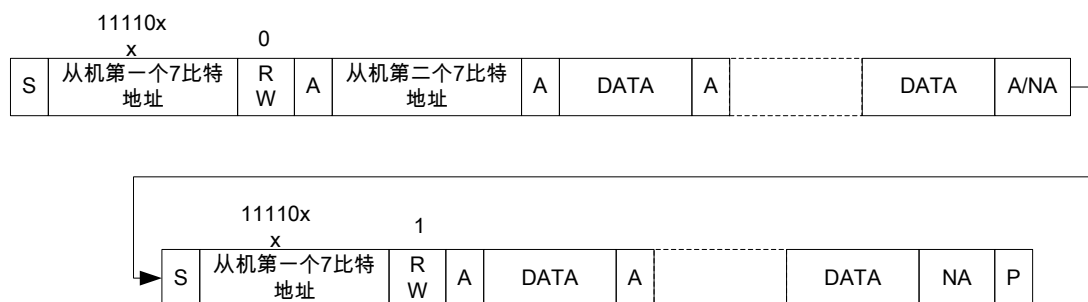 11110x
x
0
S
从机第一个7比特
地址
R
W
A
从机第二个7比特
地址
A
DATA
A
DATA
A/NA
11110x
x
1
S
从机第一个7比特
地址
R
W
A
DATA
A
DATA
NA
P